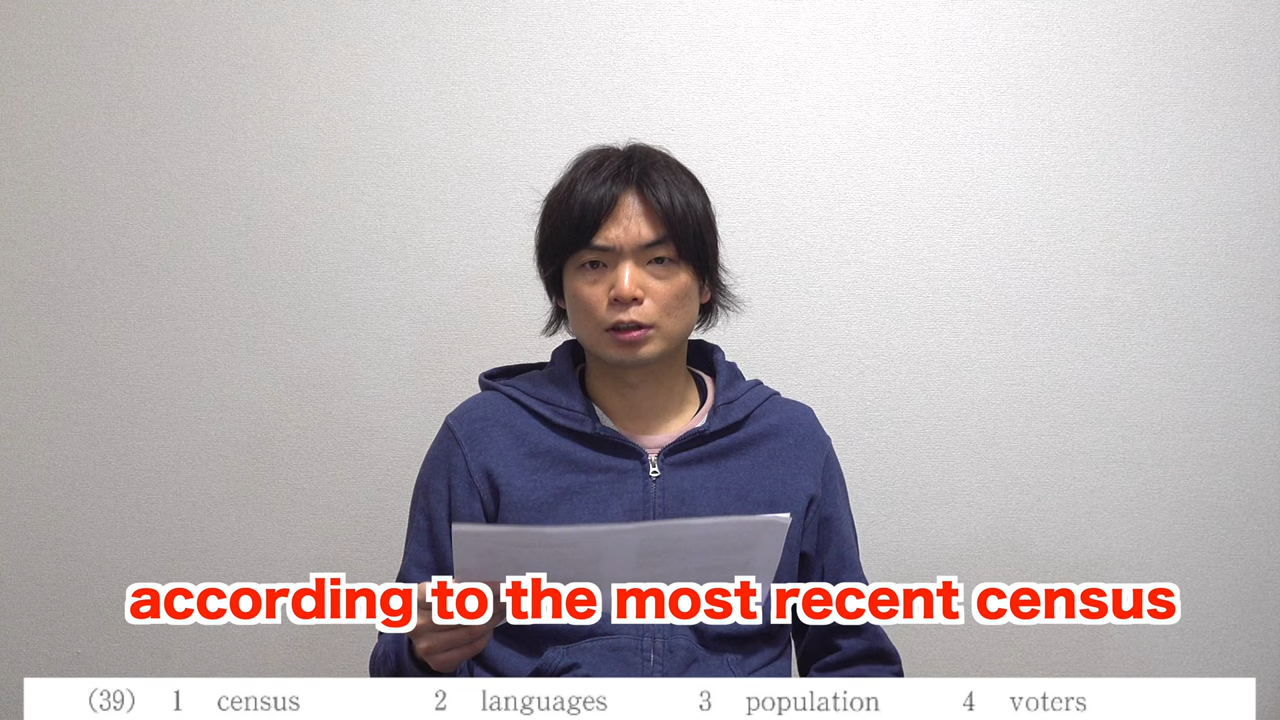 according to the most recent census
(39) 1 census 2 languages 3 population 4 voters